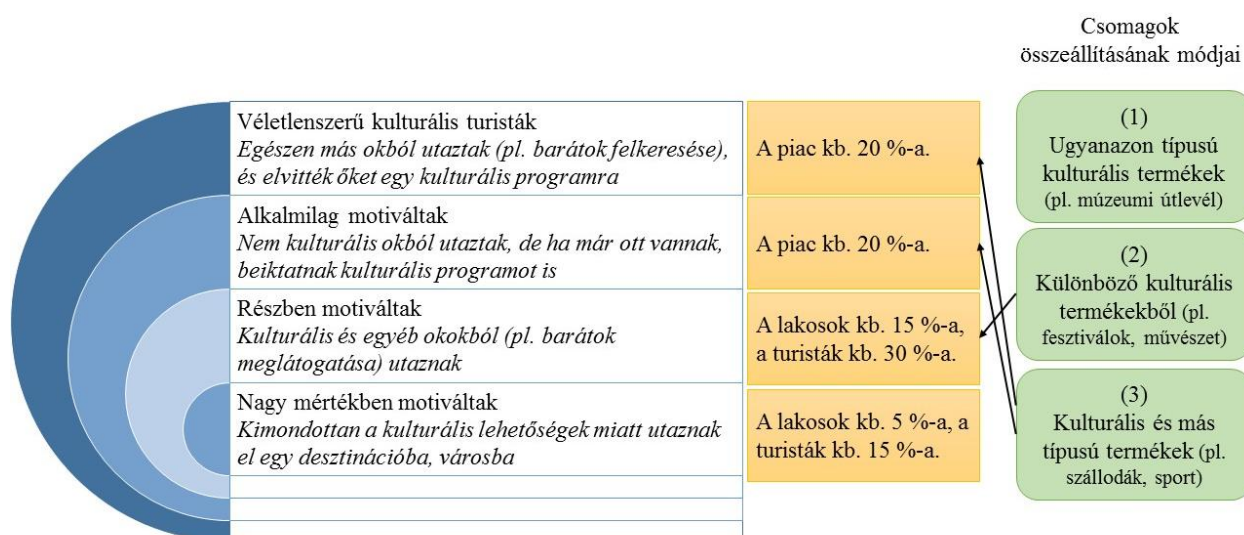 Csomagok
összeállításának módjai
Véletlenszerű kulturális turisták
Egészen más okból utaztak (pl. barátok felkeresése),
és elvitték őket egy kulturális programra
A piac kb. 20 %-a.
(1)
Ugyanazon típusú
kulturális termékek
(pl. múzeumi útlevél)
Alkalmilag motiváltak
Nem kulturális okból utaztak, de ha már ott vannak,
beiktatnak kulturális programot is
A piac kb. 20 %-a.
(2)
Különböző kulturális
termékekből (pl.
fesztiválok, művészet)
Részben motiváltak
Kulturális és egyéb okokból (pl. barátok
meglátogatása) utaznak
A lakosok kb. 15 %-a,
a turisták kb. 30 %-a.
(3)
Kulturális és más
típusú termékek (pl.
szállodák, sport)
Nagy mértékben motiváltak
Kimondottan a kulturális lehetőségek miatt utaznak
el egy desztinációba, városba
A lakosok kb. 5 %-a, a
turisták kb. 15 %-a.